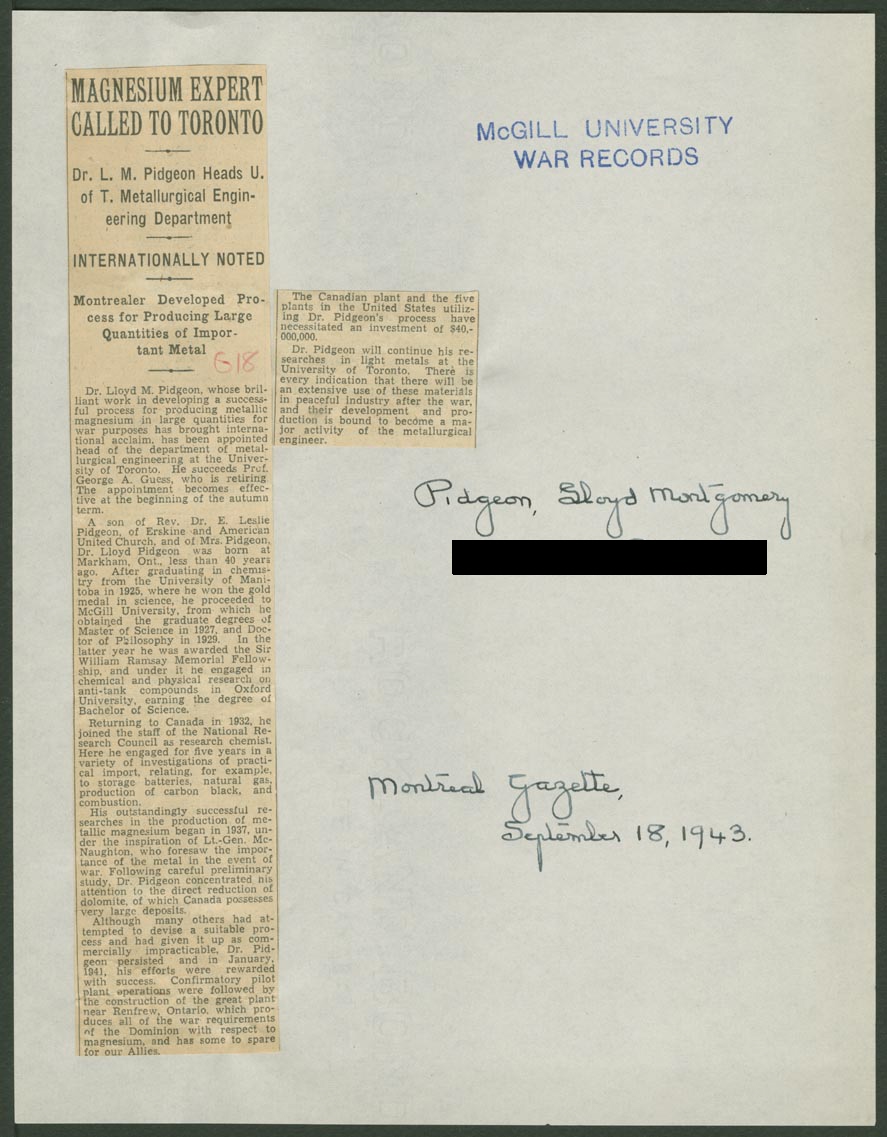 MAGNESIUM EXPERT
CALLED TO TORONTO
Dr. L. M. Pidgeon Heads U.
of T. Metallurgical Engin-
eering Department
INTERNATIONALLY NOTED
Montrealer Developed Pro-
cess for Producing Large
Quantities of Impor-
tant Metal
G18
Dr. Lloyd M. Pidgeon, whose bril-
liant work in developing a success-
ful process for producing metallic
magnesium in large quantities for
war purposes has brought interna-
tional acclaim, has been appointed
head of the department of metal-
lurgical engineering at the Univer-
sity of Toronto. He succeeds Prof.
George A. Guess, who is retiring.
The appointment becomes effec-
tive at the beginning of the autumn
term.
A son of Rev. Dr. E. Leslie
Pidgeon, of Erskine and American
United Church, and of Mrs. Pidgeon,
Dr. Lloyd Pidgeon was born at
Markham, Ont., less than 40 years
ago. After graduating in chemis-
try from the University of Mani-
toba in 1925, where he won the gold
medal in science, he proceeded to
McGill University, from which he
obtained the graduate degrees of
Master of Science in 1927, and Doc-
tor of Philosophy in 1929. In the
latter year he was awarded the Sir
William Ramsay Memorial Fellow-
ship, and under it he engaged in
chemical and physical research on
anti-tank compounds in Oxford
University, earning the degree of
Bachelor of Science.
Returning to Canada in 1932, he
joined the staff of the National Re-
search Council as research chemist.
Here he engaged for five years in a
variety of investigations of practi-
cal import, relating, for example,
to storage batteries, natural gas,
production of carbon black, and
combustion.
His outstandingly successful re-
searches in the production of me-
tallic magnesium began in 1937, un-
der the inspiration of Lt.-Gen. Mc-
Naughton, who foresaw the impor-
tance of the metal in the event of
war. Following careful preliminary
study, Dr. Pidgeon concentrated his
attention to the direct reduction of
dolomite, of which Canada possesses
very large deposits.
Although many others had at-
tempted to devise a suitable pro-
cess and had given it up as com-
mercially impracticable, Dr. Pid-
geon persisted and in January,
1941, his efforts were rewarded
with success. Confirmatory pilot
plant operations were followed by
the construction of the great plant
near Renfrew, Ontario, which pro-
duces all of the war requirements
of the Dominion with respect to
magnesium, and has some to spare
for our Allies.
The Canadian plant and the five
plants in the United States utiliz-
ing Dr. Pidgeon's process have
necessitated an investment of $40,-
000,000.
Dr. Pidgeon will continue his re-
searches in light metals at the
University of Toronto. There is
every indication that there will be
an extensive use of these materials
in peaceful industry after the war,
and their development and pro-
duction is bound to become a ma-
jor activity of the metallurgical
engineer.
McGILL UNIVERSITY
WAR RECORDS
Pidgeon, Lloyd Montgomery
Montreal Gazette,
September 18, 1943.